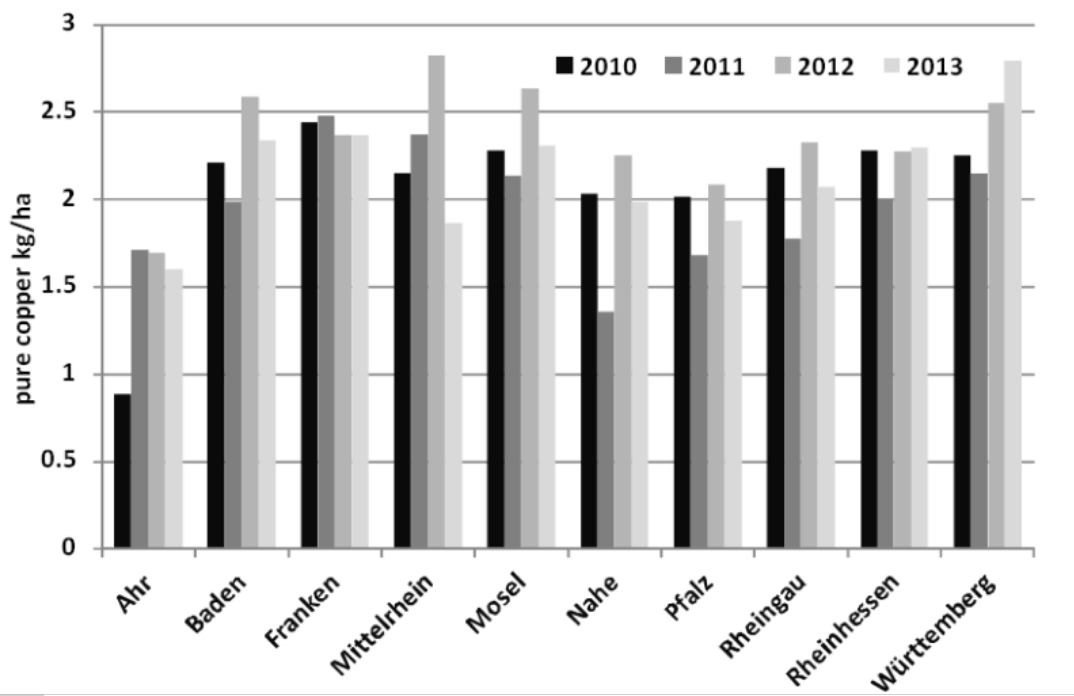 3
2010 2011 2012 2013
2.5
2
1.5
1
0.5
0
pure copper kg/ha
Ahr
Baden
Franken
Mittelrhein
Mosel
Nahe
Pfalz
Rheingau
Rheinhessen
Württemberg